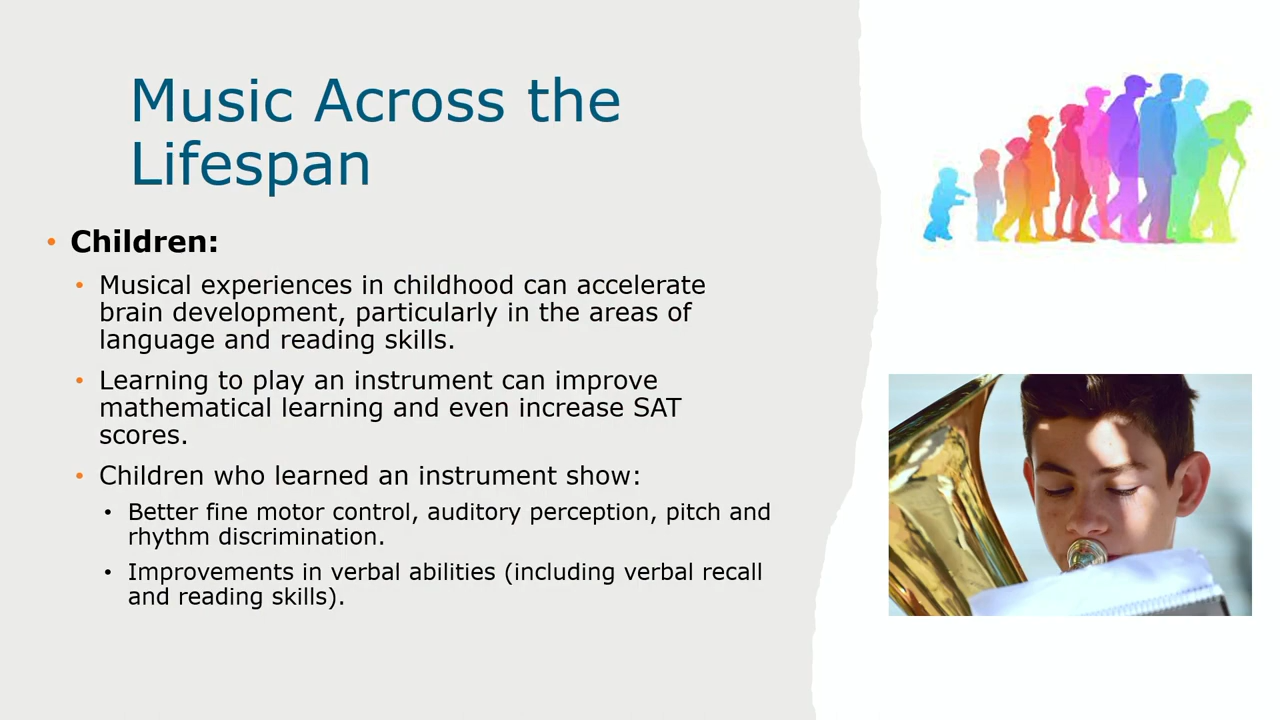 Music Across the
Lifespan
• Children:
• Musical experiences in childhood can accelerate
brain development, particularly in the areas of
language and reading skills.
• Learning to play an instrument can improve
mathematical learning and even increase SAT
scores.
• Children who learned an instrument show:
• Better fine motor control, auditory perception, pitch and
rhythm discrimination.
• Improvements in verbal abilities (including verbal recall
and reading skills).